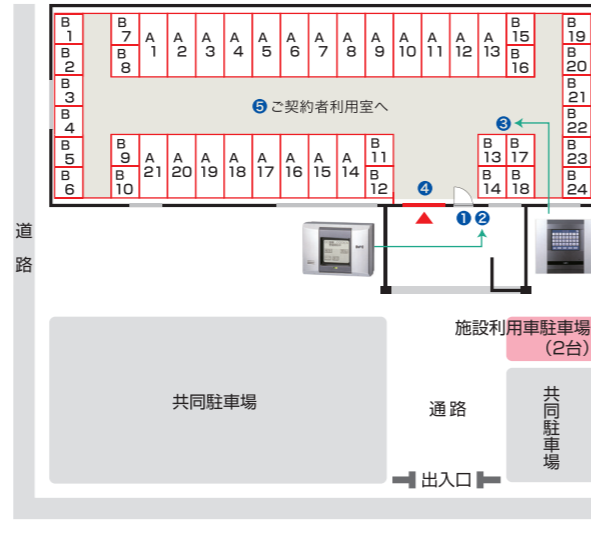 B 1
B 2
B 3
B 4
B 5
B 6
B 7
B 8
A 1
A 2
A 3
A 4
A 5
A 6
A 7
A 8
A 9
A 10
A 11
A 12
A 13
B 15
B 16
B 19
B 20
B 21
B 22
B 23
B 24
❺ご契約者利用室へ
❸
B 9
B 10
A 21
A 20
A 19
A 18
A 17
A 16
A 15
A 14
B 11
B 12
B 13
B 17
B 14
B 18
❹
❶❷
道路
施設利用車駐車場
(2台)
共同駐車場
通路
共同駐車場
出入口